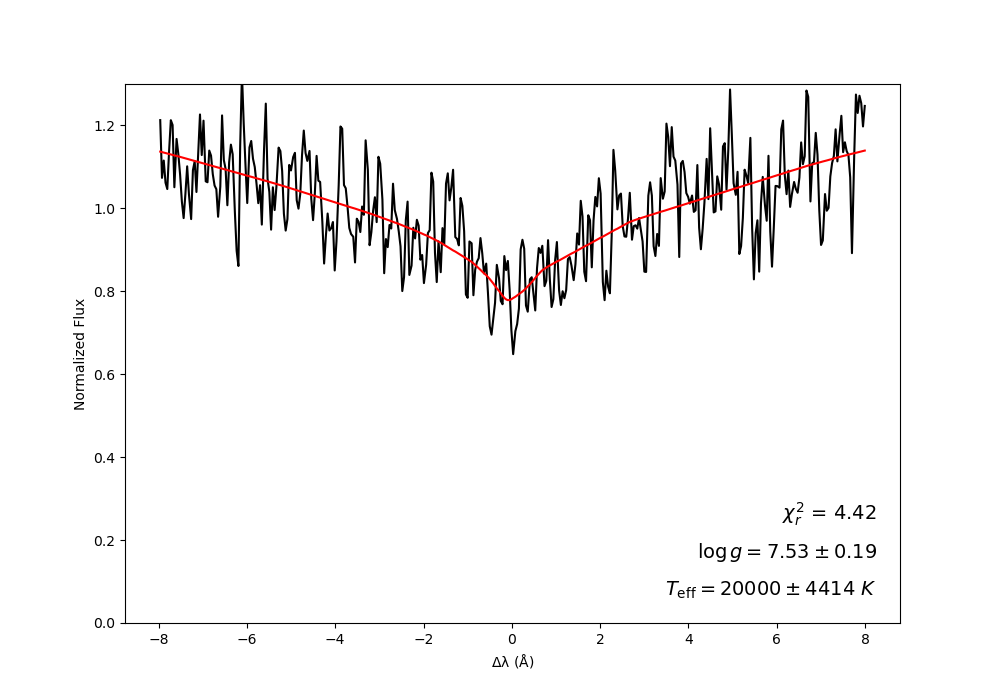 1.2
1.0
0.8
0.6
0.4
0.2
0.0
Normalized Flux
χ²ᵣ = 4.42
log g = 7.53 ± 0.19
T_eff = 20000 ± 4414 K
−8 −6 −4 −2 0 2 4 6 8
Δλ (Å)